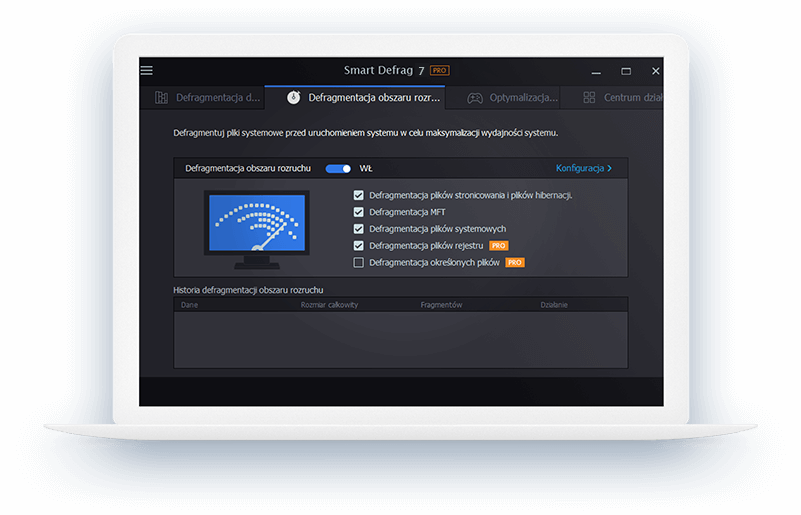 Smart Defrag 7 PRO
Defragmentacja d...
Defragmentacja obszaru rozr...
Optymalizacja...
Centrum dział
Defragmentuj pliki systemowe przed uruchomieniem systemu w celu maksymalizacji wydajności systemu.
Defragmentacja obszaru rozruchu WŁ Konfiguracja
Defragmentacja plików stronicowania i plików hibernacji.
Defragmentacja MFT
Defragmentacja plików systemowych
Defragmentacja plików rejestru PRO
Defragmentacja określonych plików PRO
Historia defragmentacji obszaru rozruchu
Dane Rozmiar całkowity Fragmentów Działanie